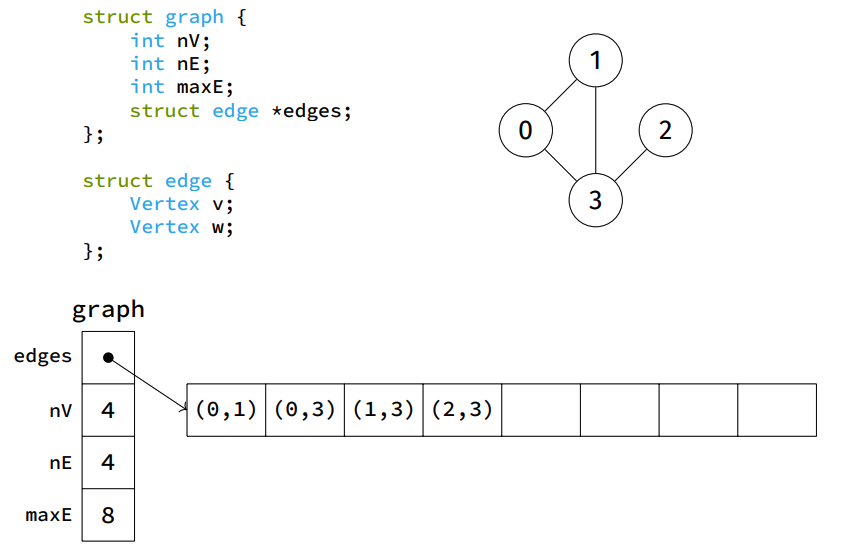 struct graph {
    int nV;
    int nE;
    int maxE;
    struct edge *edges;
};
struct edge {
    Vertex v;
    Vertex w;
};
1
0
2
3
graph
edges
nV 4
(0,1) (0,3) (1,3) (2,3)
nE 4
maxE 8